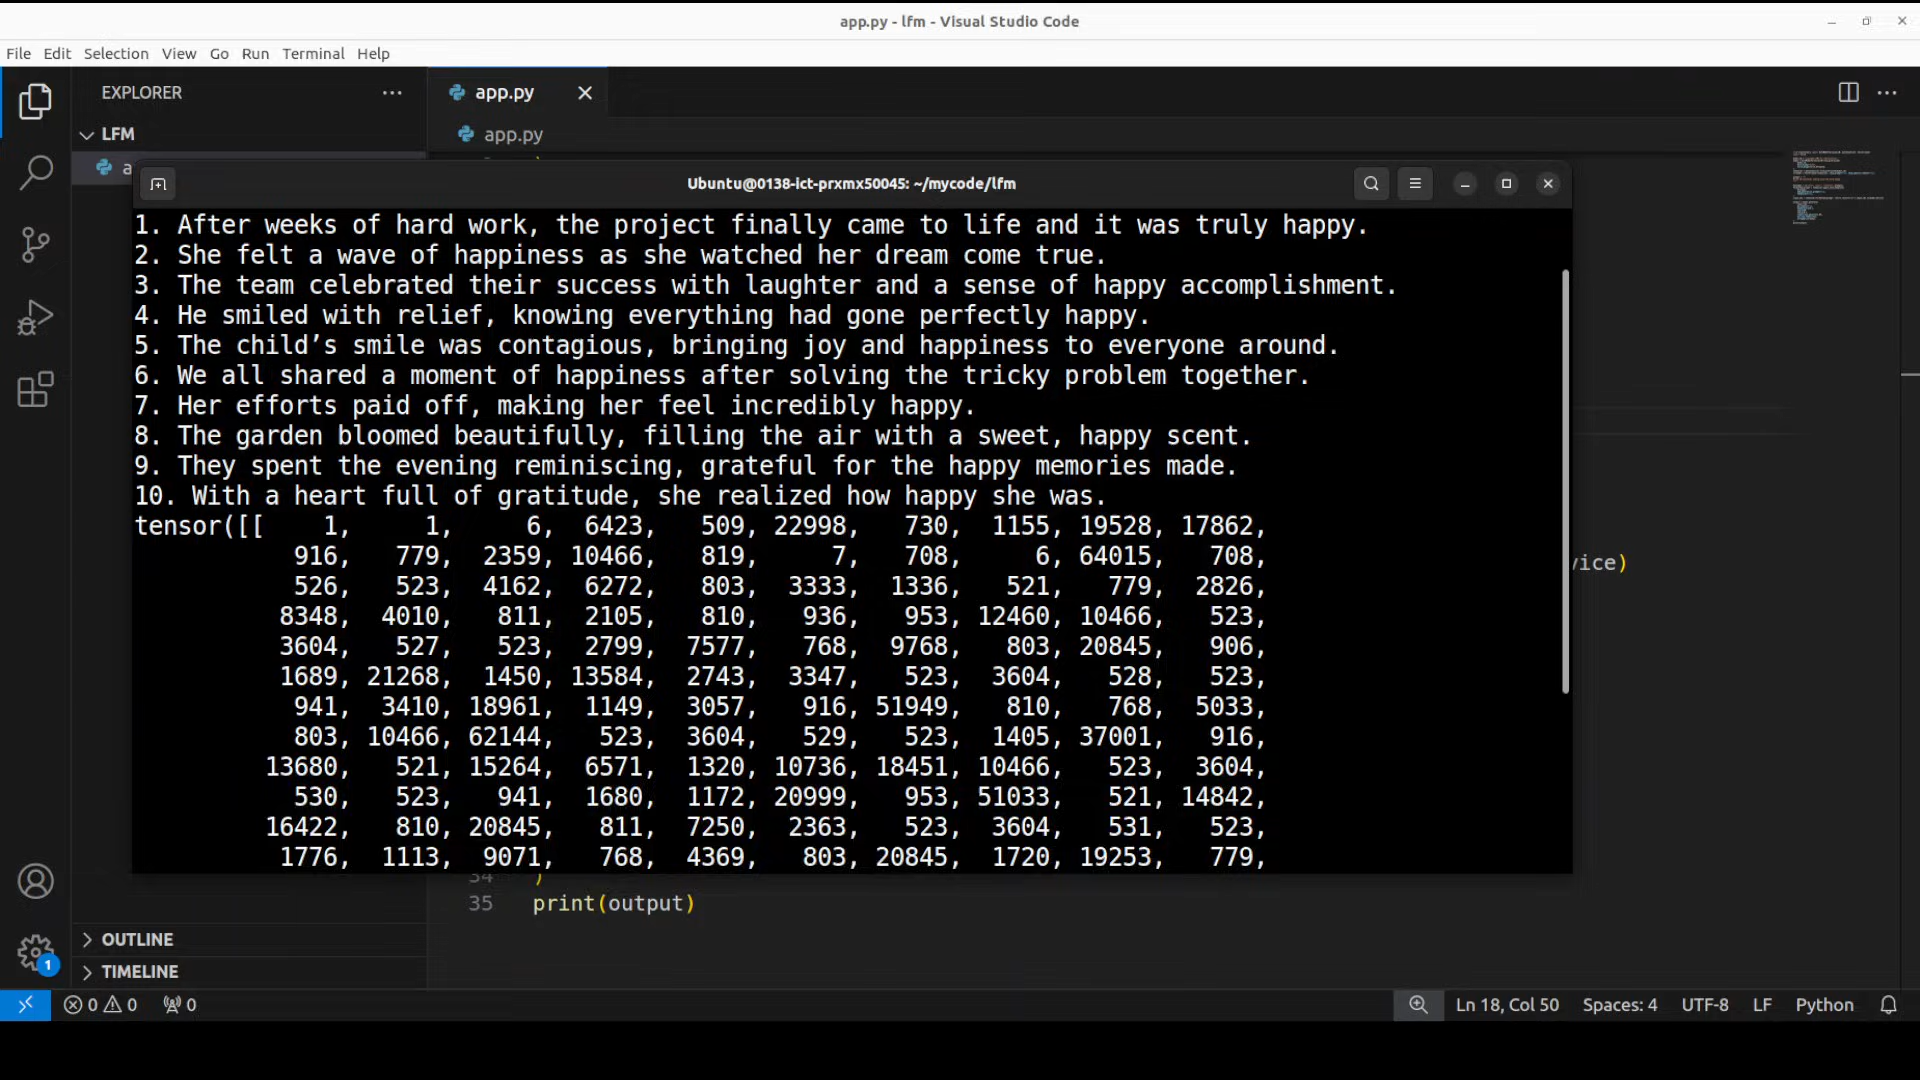 app.py - lfm - Visual Studio Code
File Edit Selection View Go Run Terminal Help
EXPLORER
app.py
LFM
app.py
a
Ubuntu@0138-ict-prxmx50045: ~/mycode/lfm
1. After weeks of hard work, the project finally came to life and it was truly happy.
2. She felt a wave of happiness as she watched her dream come true.
3. The team celebrated their success with laughter and a sense of happy accomplishment.
4. He smiled with relief, knowing everything had gone perfectly happy.
5. The child’s smile was contagious, bringing joy and happiness to everyone around.
6. We all shared a moment of happiness after solving the tricky problem together.
7. Her efforts paid off, making her feel incredibly happy.
8. The garden bloomed beautifully, filling the air with a sweet, happy scent.
9. They spent the evening reminiscing, grateful for the happy memories made.
10. With a heart full of gratitude, she realized how happy she was.
tensor([[ 1, 1, 6, 6423, 509, 22998, 730, 1155, 19528, 17862,
916, 779, 2359, 10466, 819, 7, 708, 6, 64015, 708,
526, 523, 4162, 6272, 803, 3333, 1336, 521, 779, 2826,
8348, 4010, 811, 2105, 810, 936, 953, 12460, 10466, 523,
3604, 527, 523, 2799, 7577, 768, 9768, 803, 20845, 906,
1689, 21268, 1450, 13584, 2743, 3347, 523, 3604, 528, 523,
941, 3410, 18961, 1149, 3057, 916, 51949, 810, 768, 5033,
803, 10466, 62144, 523, 3604, 529, 523, 1405, 37001, 916,
13680, 521, 15264, 6571, 1320, 10736, 18451, 10466, 523, 3604,
530, 523, 941, 1680, 1172, 20999, 953, 51033, 521, 14842,
16422, 810, 20845, 811, 7250, 2363, 523, 3604, 531, 523,
1776, 1113, 9071, 768, 4369, 803, 20845, 1720, 19253, 779,
vice)
34 )
35 print(output)
OUTLINE
TIMELINE
1
0 0 0 Ln 18, Col 50 Spaces: 4 UTF-8 LF Python